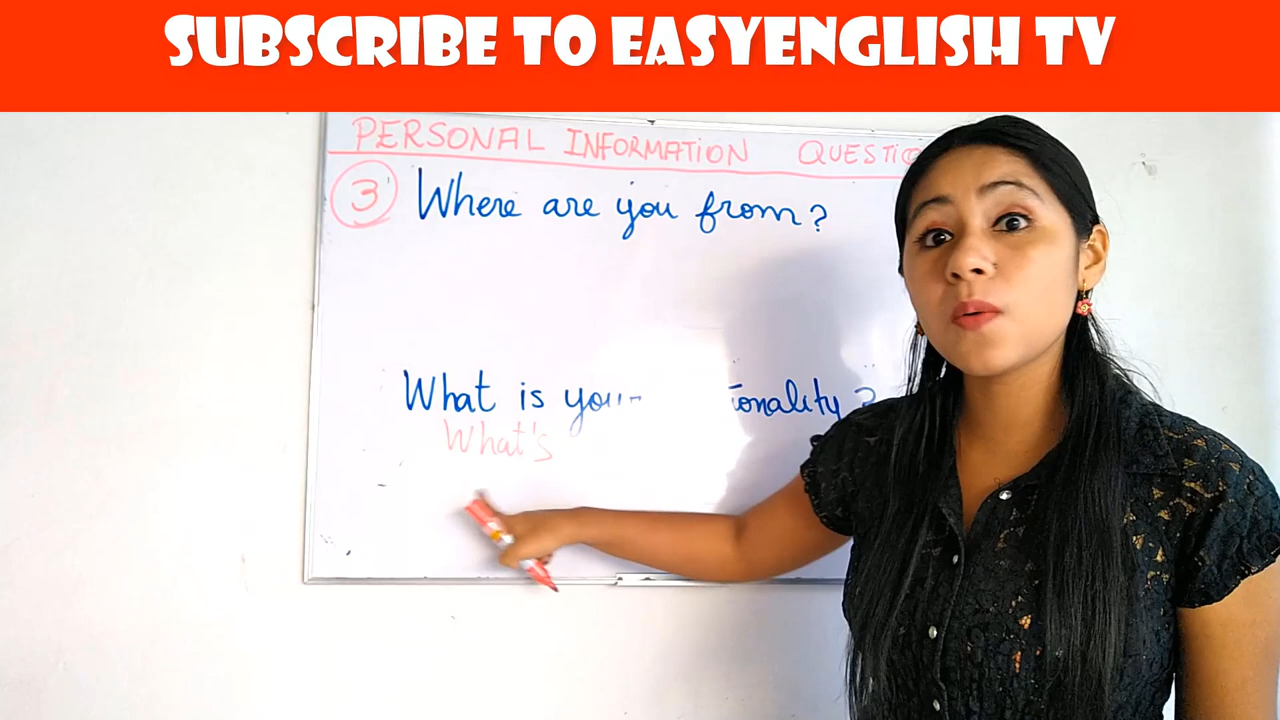 SUBSCRIBE TO EASYENGLISH TV
PERSONAL INFORMATION
3 Where are you from?
What is ?
What's